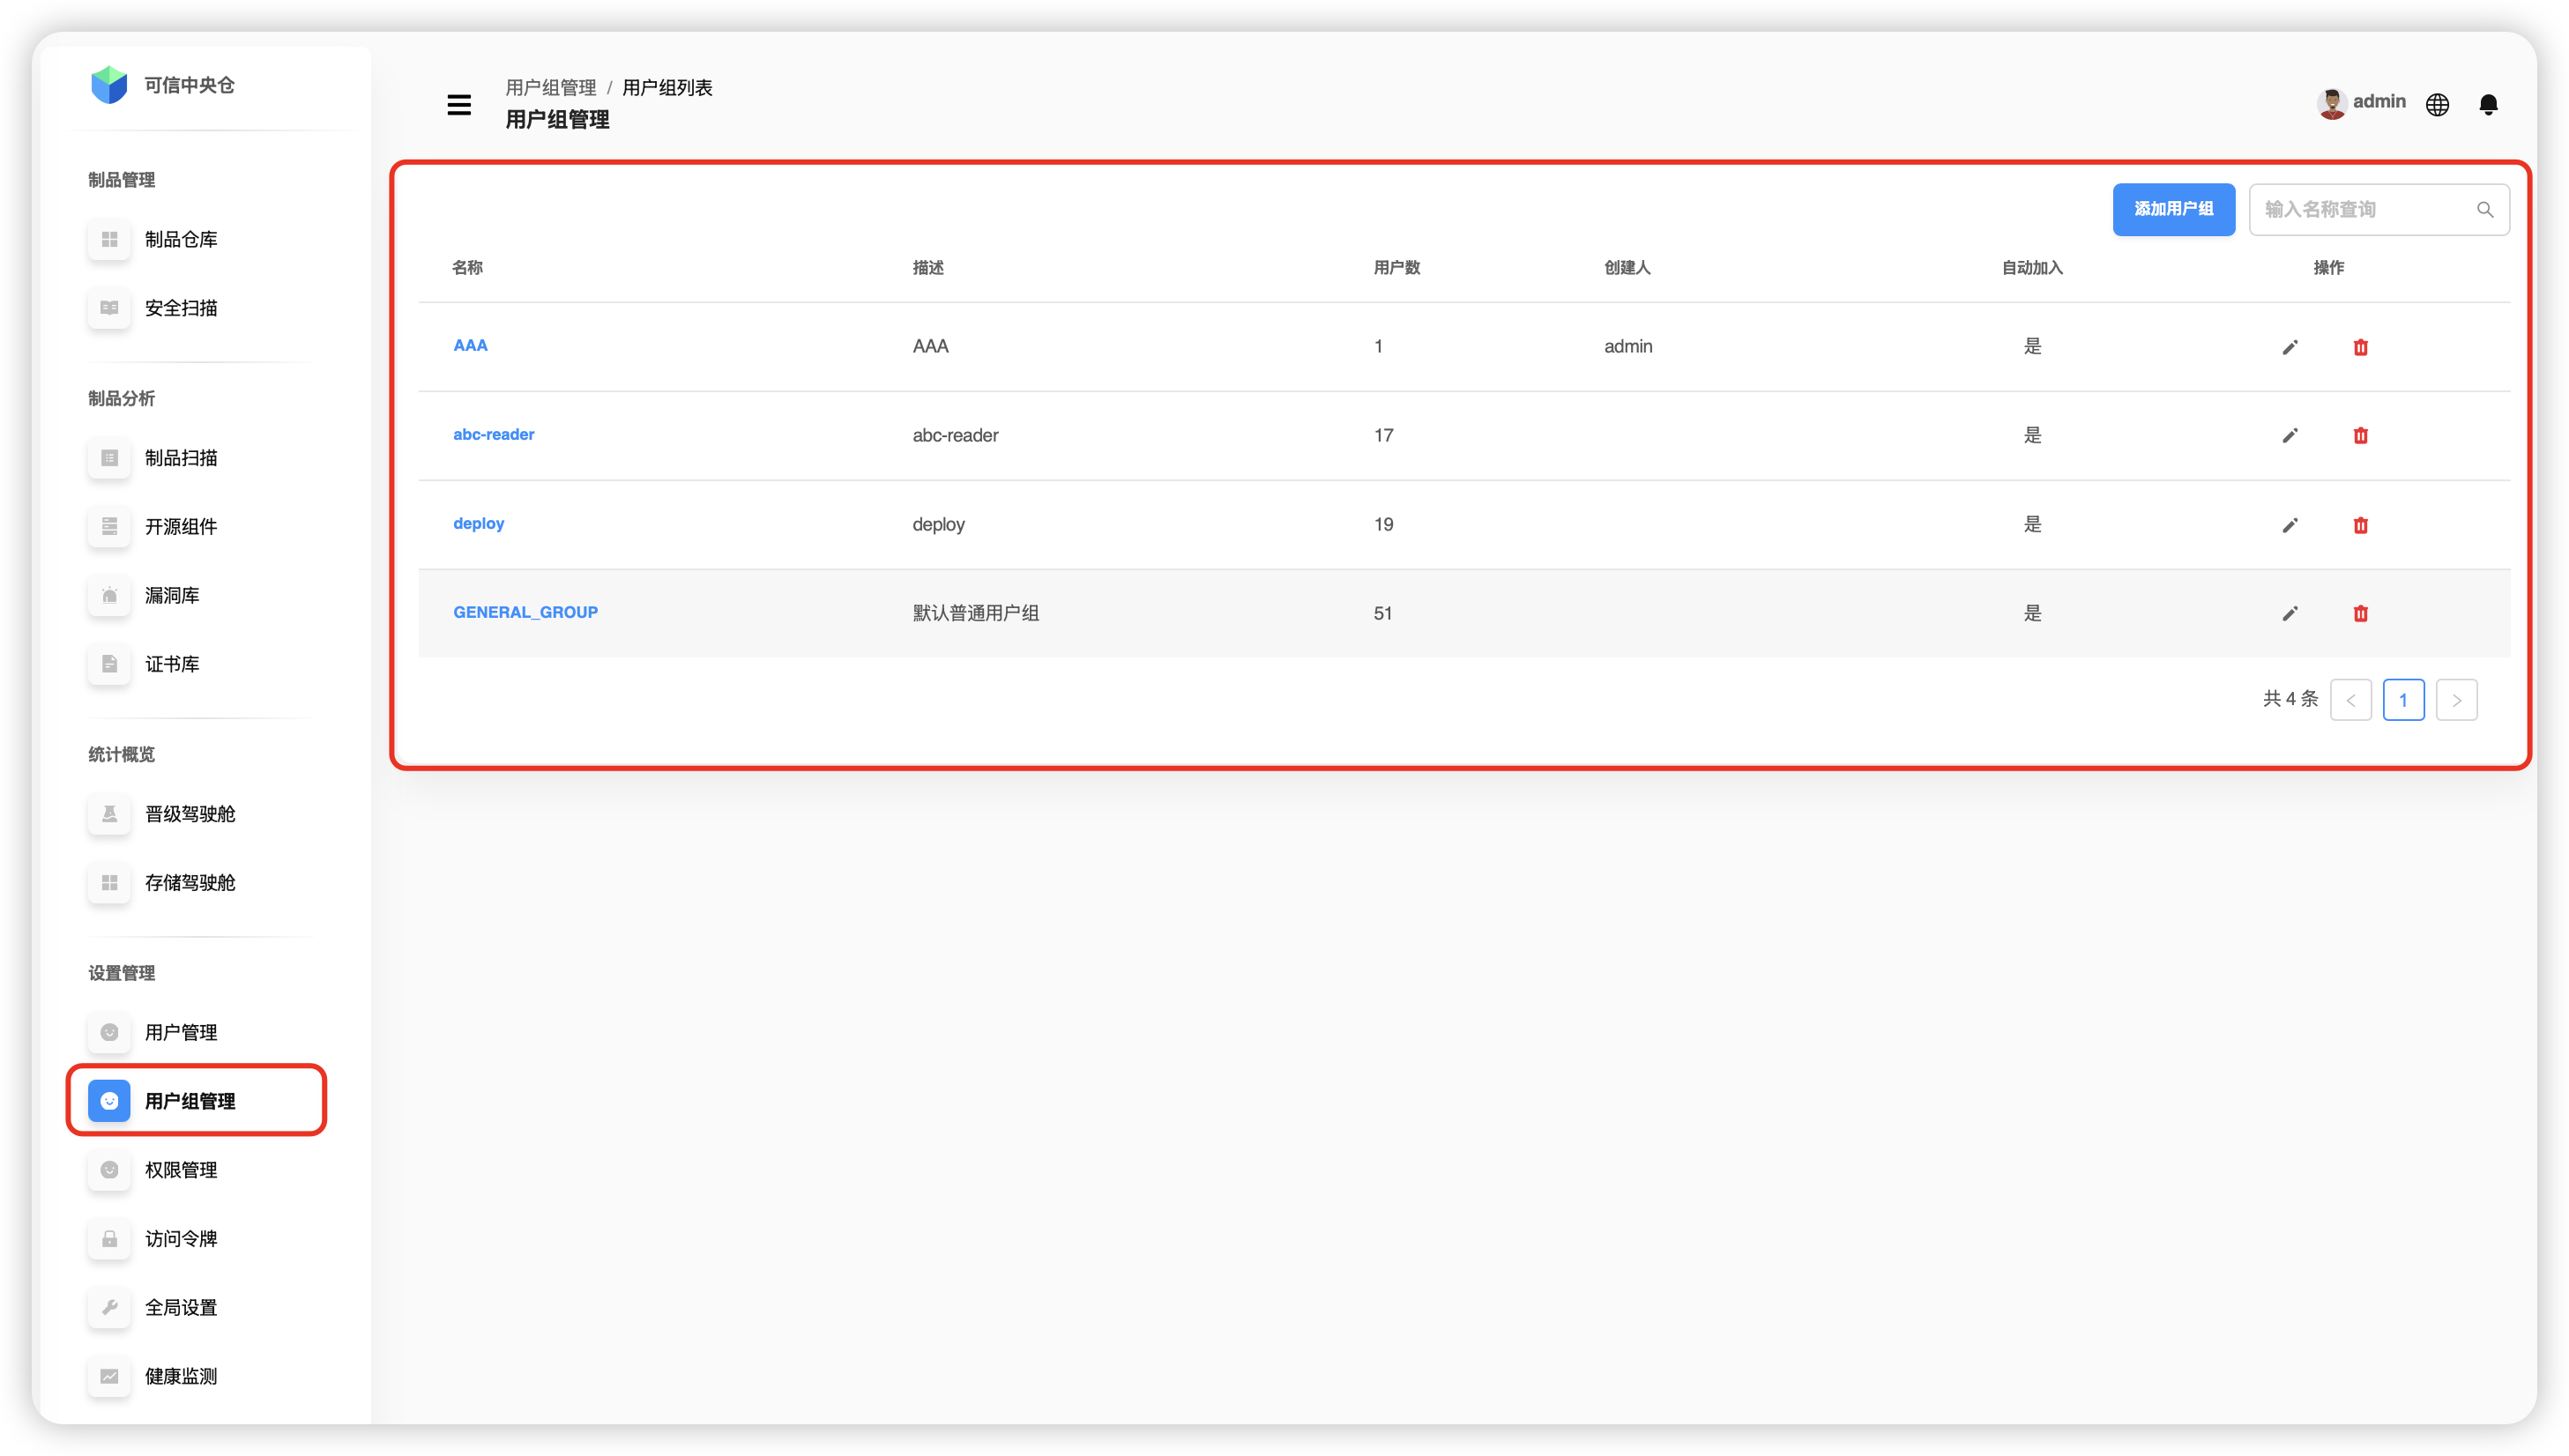 可信中央仓
制品管理
制品仓库
安全扫描
制品分析
制品扫描
开源组件
漏洞库
证书库
统计概览
晋级驾驶舱
存储驾驶舱
设置管理
用户管理
用户组管理
权限管理
访问令牌
全局设置
健康监测
用户组管理 / 用户组列表
用户组管理
admin
添加用户组 输入名称查询
名称 描述 用户数 创建人 自动加入 操作
AAA AAA 1 admin 是
abc-reader abc-reader 17 是
deploy deploy 19 是
GENERAL_GROUP 默认普通用户组 51 是
共 4 条 < 1 >